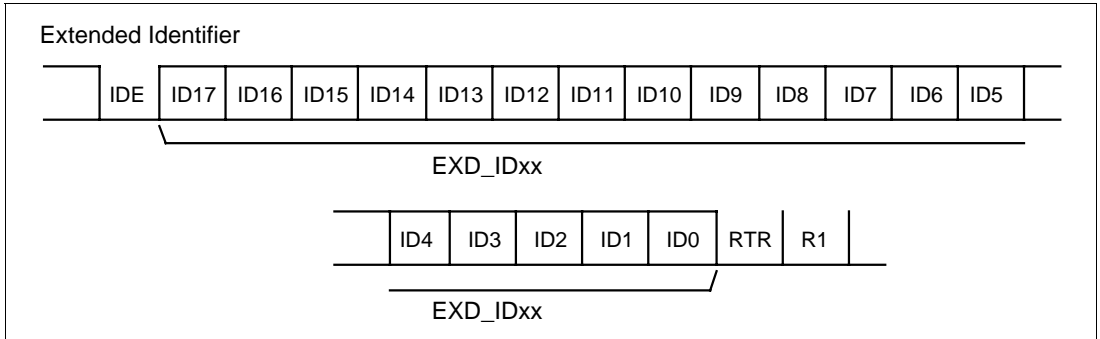 Extended Identifier
IDE ID17 ID16 ID15 ID14 ID13 ID12 ID11 ID10 ID9 ID8 ID7 ID6 ID5
EXD_IDxx
ID4 ID3 ID2 ID1 ID0 RTR R1
EXD_IDxx